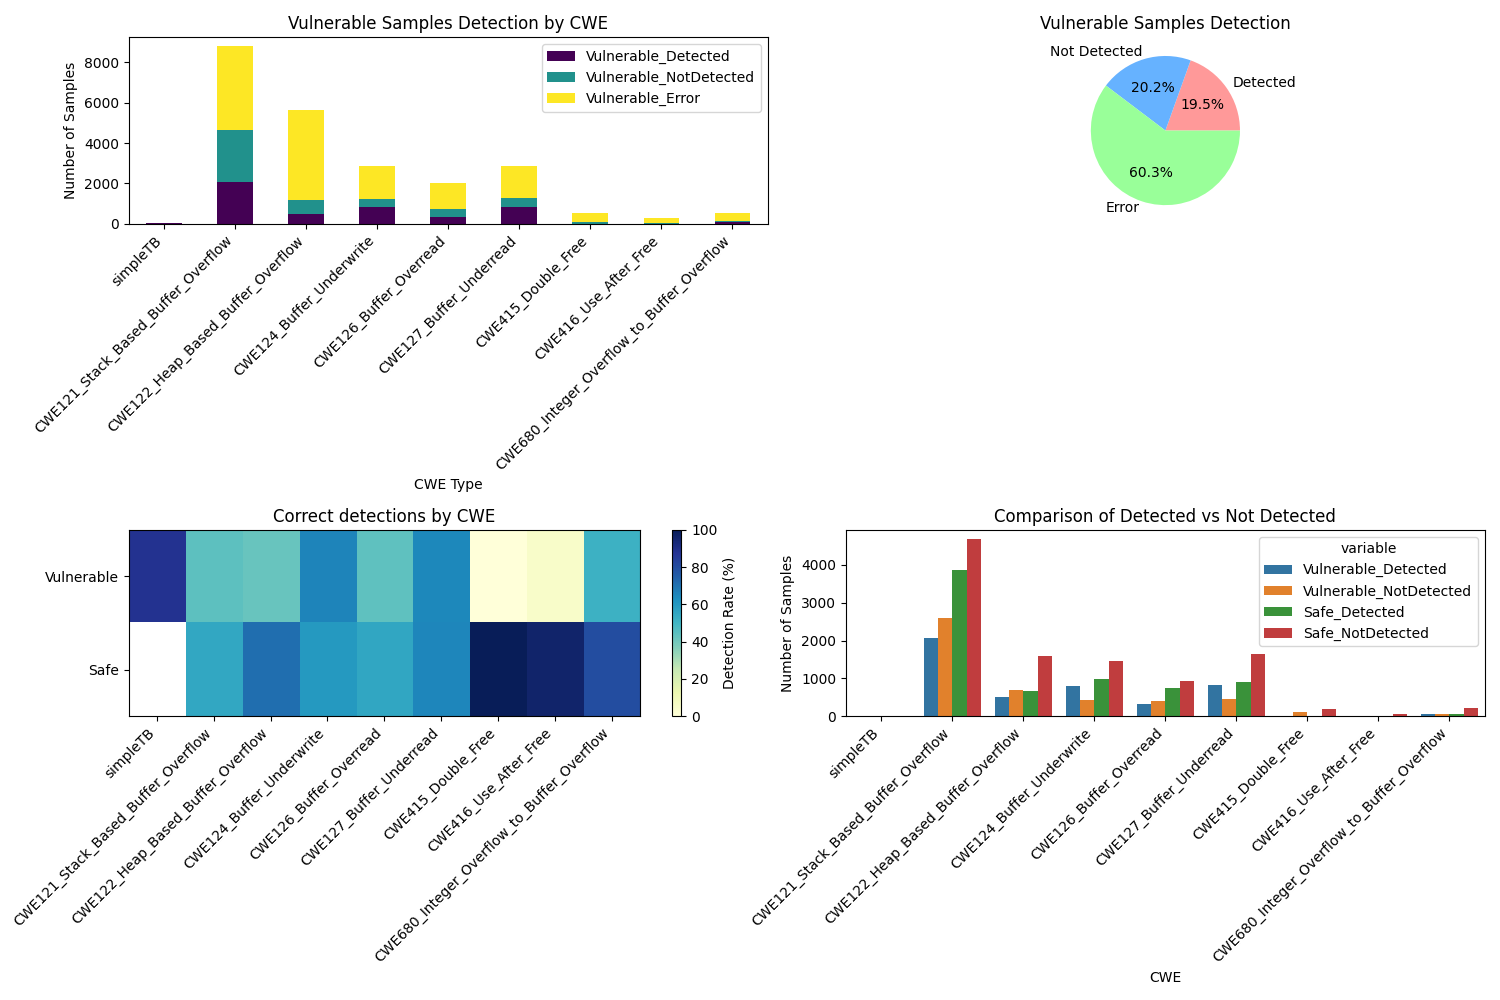 Vulnerable Samples Detection by CWE
Number of Samples
8000
6000
4000
2000
0
Vulnerable_Detected
Vulnerable_NotDetected
Vulnerable_Error
simpleTB
CWE121_Stack_Based_Buffer_Overflow
CWE122_Heap_Based_Buffer_Overflow
CWE124_Buffer_Underwrite
CWE126_Buffer_Overread
CWE127_Buffer_Underread
CWE415_Double_Free
CWE416_Use_After_Free
CWE680_Integer_Overflow_to_Buffer_Overflow
CWE Type
Vulnerable Samples Detection
Not Detected
Detected
20.2%
19.5%
60.3%
Error
Correct detections by CWE
Vulnerable
Safe
simpleTB
CWE121_Stack_Based_Buffer_Overflow
CWE122_Heap_Based_Buffer_Overflow
CWE124_Buffer_Underwrite
CWE126_Buffer_Overread
CWE127_Buffer_Underread
CWE415_Double_Free
CWE416_Use_After_Free
CWE680_Integer_Overflow_to_Buffer_Overflow
100
80
60
40
20
0
Detection Rate (%)
Comparison of Detected vs Not Detected
Number of Samples
4000
3000
2000
1000
0
variable
Vulnerable_Detected
Vulnerable_NotDetected
Safe_Detected
Safe_NotDetected
simpleTB
CWE121_Stack_Based_Buffer_Overflow
CWE122_Heap_Based_Buffer_Overflow
CWE124_Buffer_Underwrite
CWE126_Buffer_Overread
CWE127_Buffer_Underread
CWE415_Double_Free
CWE416_Use_After_Free
CWE680_Integer_Overflow_to_Buffer_Overflow
CWE